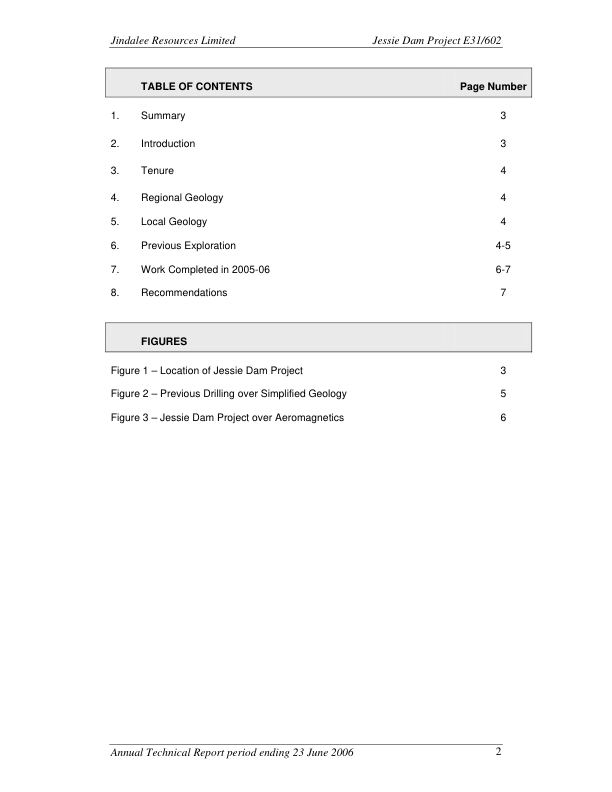 Jindalee Resources Limited Jessie Dam Project E31/602
TABLE OF CONTENTS Page Number
1. Summary 3
2. Introduction 3
3. Tenure 4
4. Regional Geology 4
5. Local Geology 4
6. Previous Exploration 4-5
7. Work Completed in 2005-06 6-7
8. Recommendations 7
FIGURES
Figure 1 – Location of Jessie Dam Project 3
Figure 2 – Previous Drilling over Simplified Geology 5
Figure 3 – Jessie Dam Project over Aeromagnetics 6
Annual Technical Report period ending 23 June 2006 2